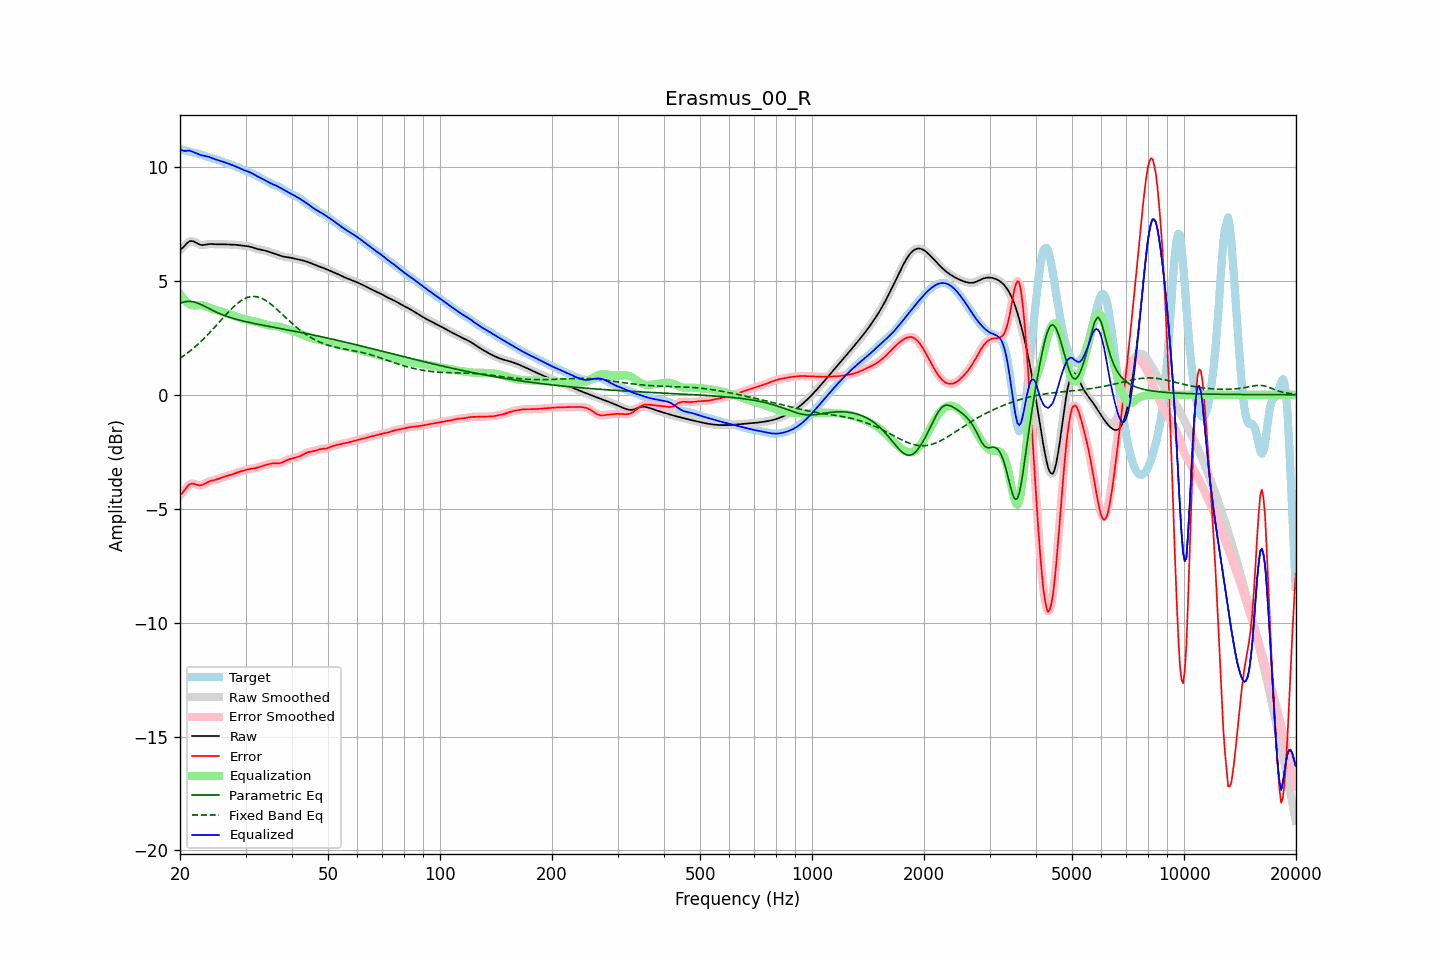 Erasmus_00_R
Amplitude (dBr)
10
5
0
−5
−10
−15
−20
Target
Raw Smoothed
Error Smoothed
Raw
Error
Equalization
Parametric Eq
Fixed Band Eq
Equalized
20 50 100 200 500 1000 2000 5000 10000 20000
Frequency (Hz)